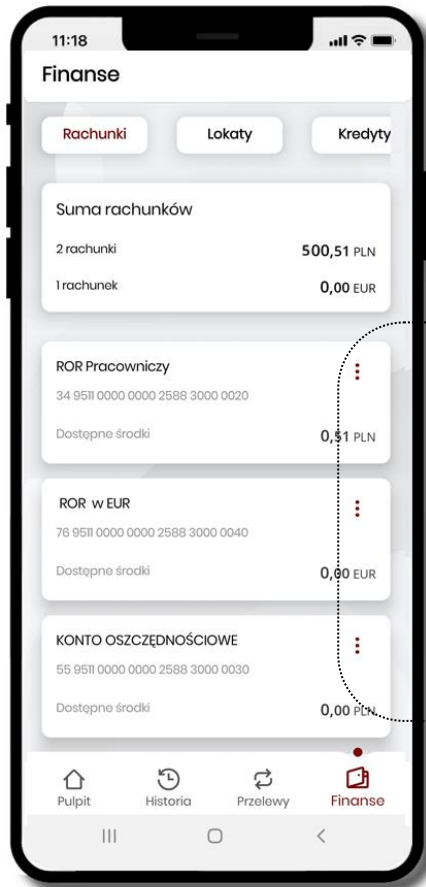 11:18
Finanse
Rachunki Lokaty Kredyty
Suma rachunków
2 rachunki 500,51 PLN
1 rachunek 0,00 EUR
ROR Pracowniczy
34 9511 0000 0000 2588 3000 0020
Dostępne środki 0,51 PLN
ROR w EUR
76 9511 0000 0000 2588 3000 0040
Dostępne środki 0,00 EUR
KONTO OSZCZĘDNOŚCIOWE
55 9511 0000 0000 2588 3000 0030
Dostępne środki 0,00 PLN
Pulpit Historia Przelewy Finanse